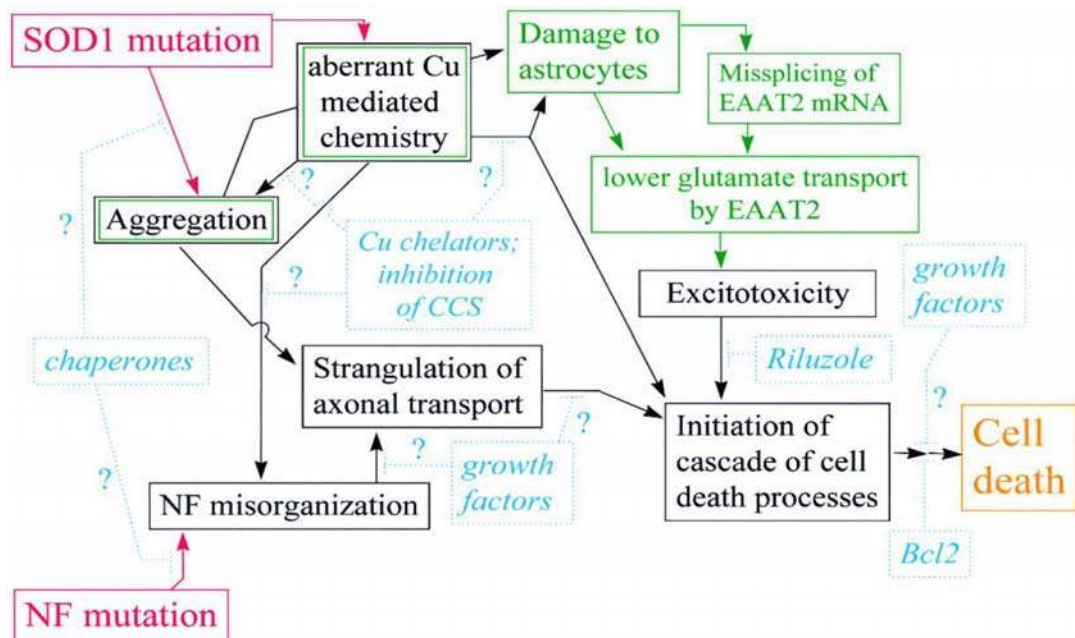 SOD1 mutation
aberrant Cu
mediated
chemistry
Damage to
astrocytes
Missplicing of
EAAT2 mRNA
?
?
?
Aggregation
lower glutamate transport
by EAAT2
Cu chelators;
inhibition
of CCS
?
growth
factors
Excitotoxicity
chaperones
Riluzole
Strangulation of
axonal transport
?
?
Initiation of
cascade of cell
death processes
Cell
death
?
?
growth
factors
NF misorganization
Bcl2
NF mutation